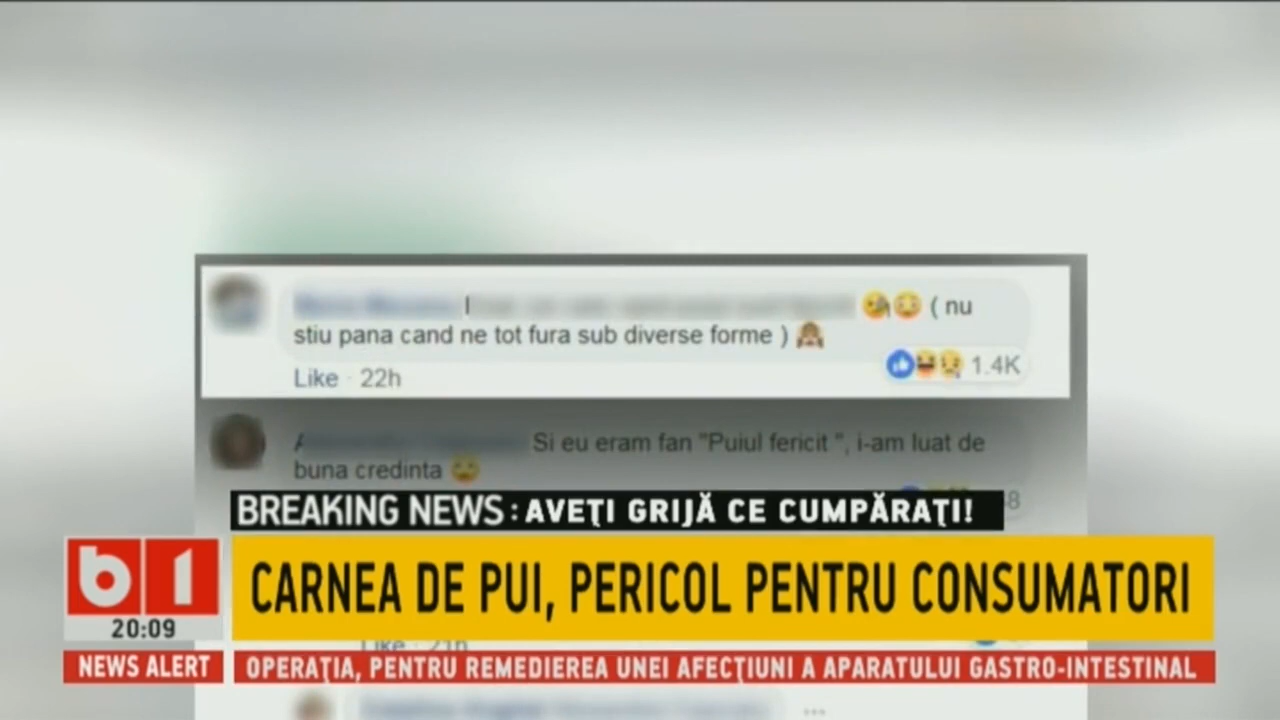 ( nu
stiu pana cand ne tot fura sub diverse forme )
Like · 22h
1.4K
Si eu eram fan "Puiul fericit ", i-am luat de
buna credinta
BREAKING NEWS: AVEŢI GRIJĂ CE CUMPĂRAŢI!
b1
CARNEA DE PUI, PERICOL PENTRU CONSUMATORI
20:09
Like · 21h
NEWS ALERT
OPERAŢIA, PENTRU REMEDIEREA UNEI AFECŢIUNI A APARATULUI GASTRO-INTESTINAL